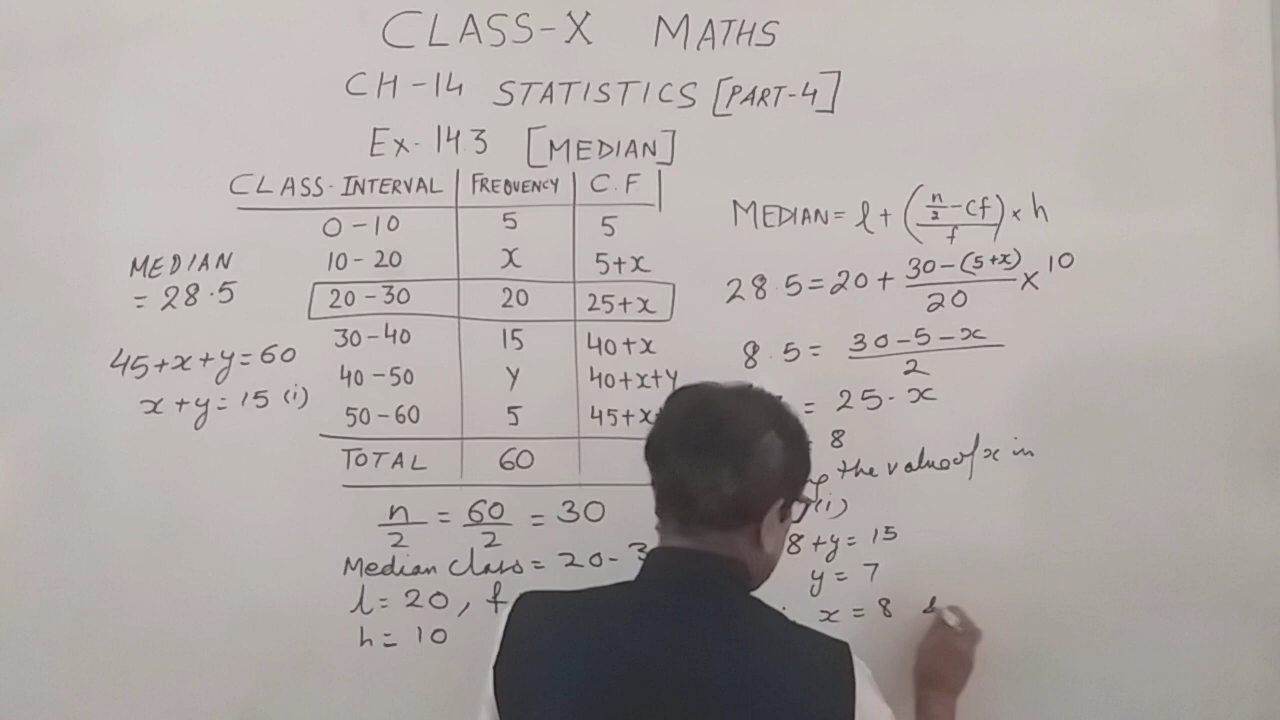 CLASS-X MATHS
CH-14 STATISTICS [PART-4]
Ex-14.3 [MEDIAN]
CLASS-INTERVAL FREQUENCY C.F
0-10 5 5
10-20 x 5+x
20-30 20 25+x
30-40 15 40+x
40-50 y 40+x+y
50-60 5 45+x
TOTAL 60
MEDIAN
= 28.5
45+x+y=60
x+y=15 (i)
n/2 = 60/2 = 30
Median class = 20-3
l=20, f
h=10
MEDIAN= l+((n/2-cf)/f)×h
28.5=20+(30-(5+x))/20×10
8.5= (30-5-x)/2
= 25-x
8
the value of x in
(i)
8+y=15
y=7
x=8